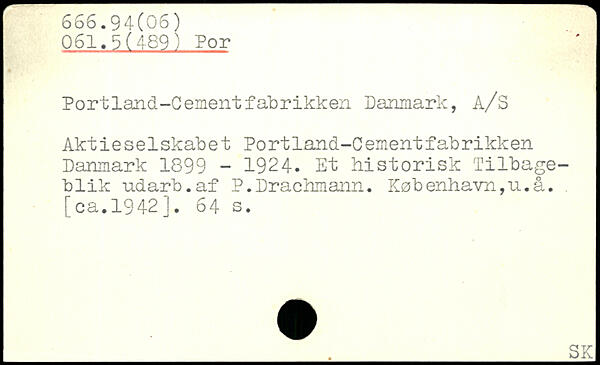 666.94(06)
061.5(489) Por
Portland-Cementfabrikken Danmark, A/S
Aktieselskabet Portland-Cementfabrikken
Danmark 1899 - 1924. Et historisk Tilbage-
blik udarb.af P.Drachmann. København,u.å.
[ca.1942]. 64 s.
SK